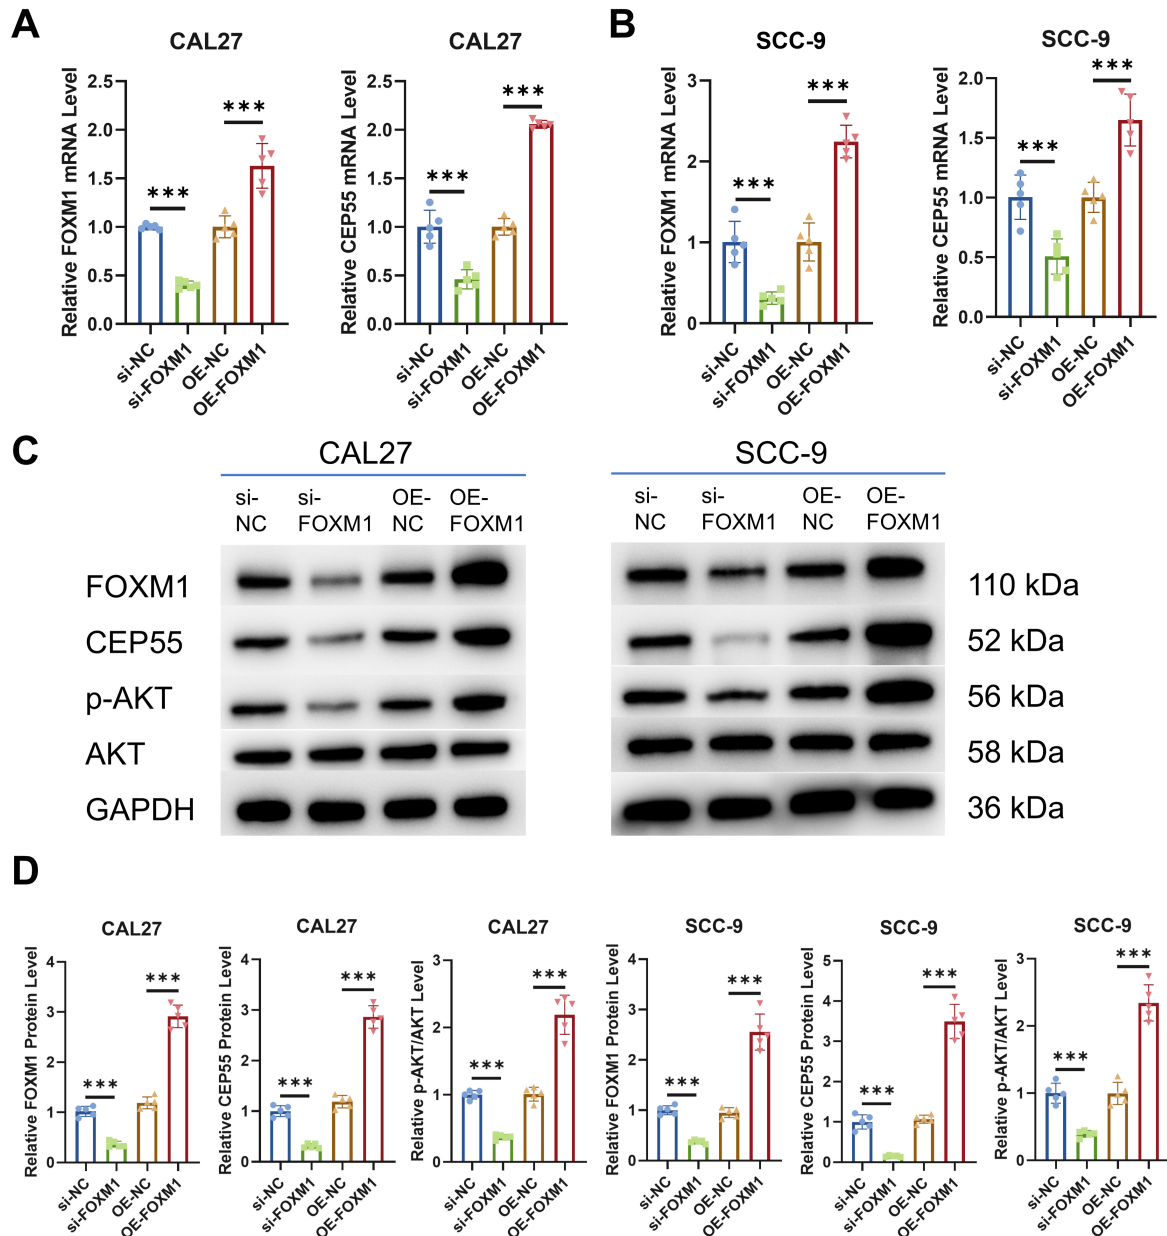 A
CAL27
Relative FOXM1 mRNA Level
2.5
2.0
1.5
1.0
0.5
0.0
***
***
si-NC
si-FOXM1
OE-NC
OE-FOXM1
CAL27
Relative CEP55 mRNA Level
2.5
2.0
1.5
1.0
0.5
0.0
***
***
si-NC
si-FOXM1
OE-NC
OE-FOXM1
B
SCC-9
Relative FOXM1 mRNA Level
3
2
1
0
***
***
si-NC
si-FOXM1
OE-NC
OE-FOXM1
SCC-9
Relative CEP55 mRNA Level
2.0
1.5
1.0
0.5
0.0
***
***
si-NC
si-FOXM1
OE-NC
OE-FOXM1
C
CAL27
SCC-9
si-
NC
si-
FOXM1
OE-
NC
OE-
FOXM1
si-
NC
si-
FOXM1
OE-
NC
OE-
FOXM1
FOXM1
110 kDa
CEP55
52 kDa
p-AKT
56 kDa
AKT
58 kDa
GAPDH
36 kDa
D
CAL27
Relative FOXM1 Protein Level
4
3
2
1
0
***
***
si-NC
si-FOXM1
OE-NC
OE-FOXM1
CAL27
Relative CEP55 Protein Level
4
3
2
1
0
***
***
si-NC
si-FOXM1
OE-NC
OE-FOXM1
CAL27
Relative p-AKT/AKT Level
3
2
1
0
***
***
si-NC
si-FOXM1
OE-NC
OE-FOXM1
SCC-9
Relative FOXM1 Protein Level
4
3
2
1
0
***
***
si-NC
si-FOXM1
OE-NC
OE-FOXM1
SCC-9
Relative CEP55 Protein Level
5
4
3
2
1
0
***
***
si-NC
si-FOXM1
OE-NC
OE-FOXM1
SCC-9
Relative p-AKT/AKT Level
3
2
1
0
***
***
si-NC
si-FOXM1
OE-NC
OE-FOXM1